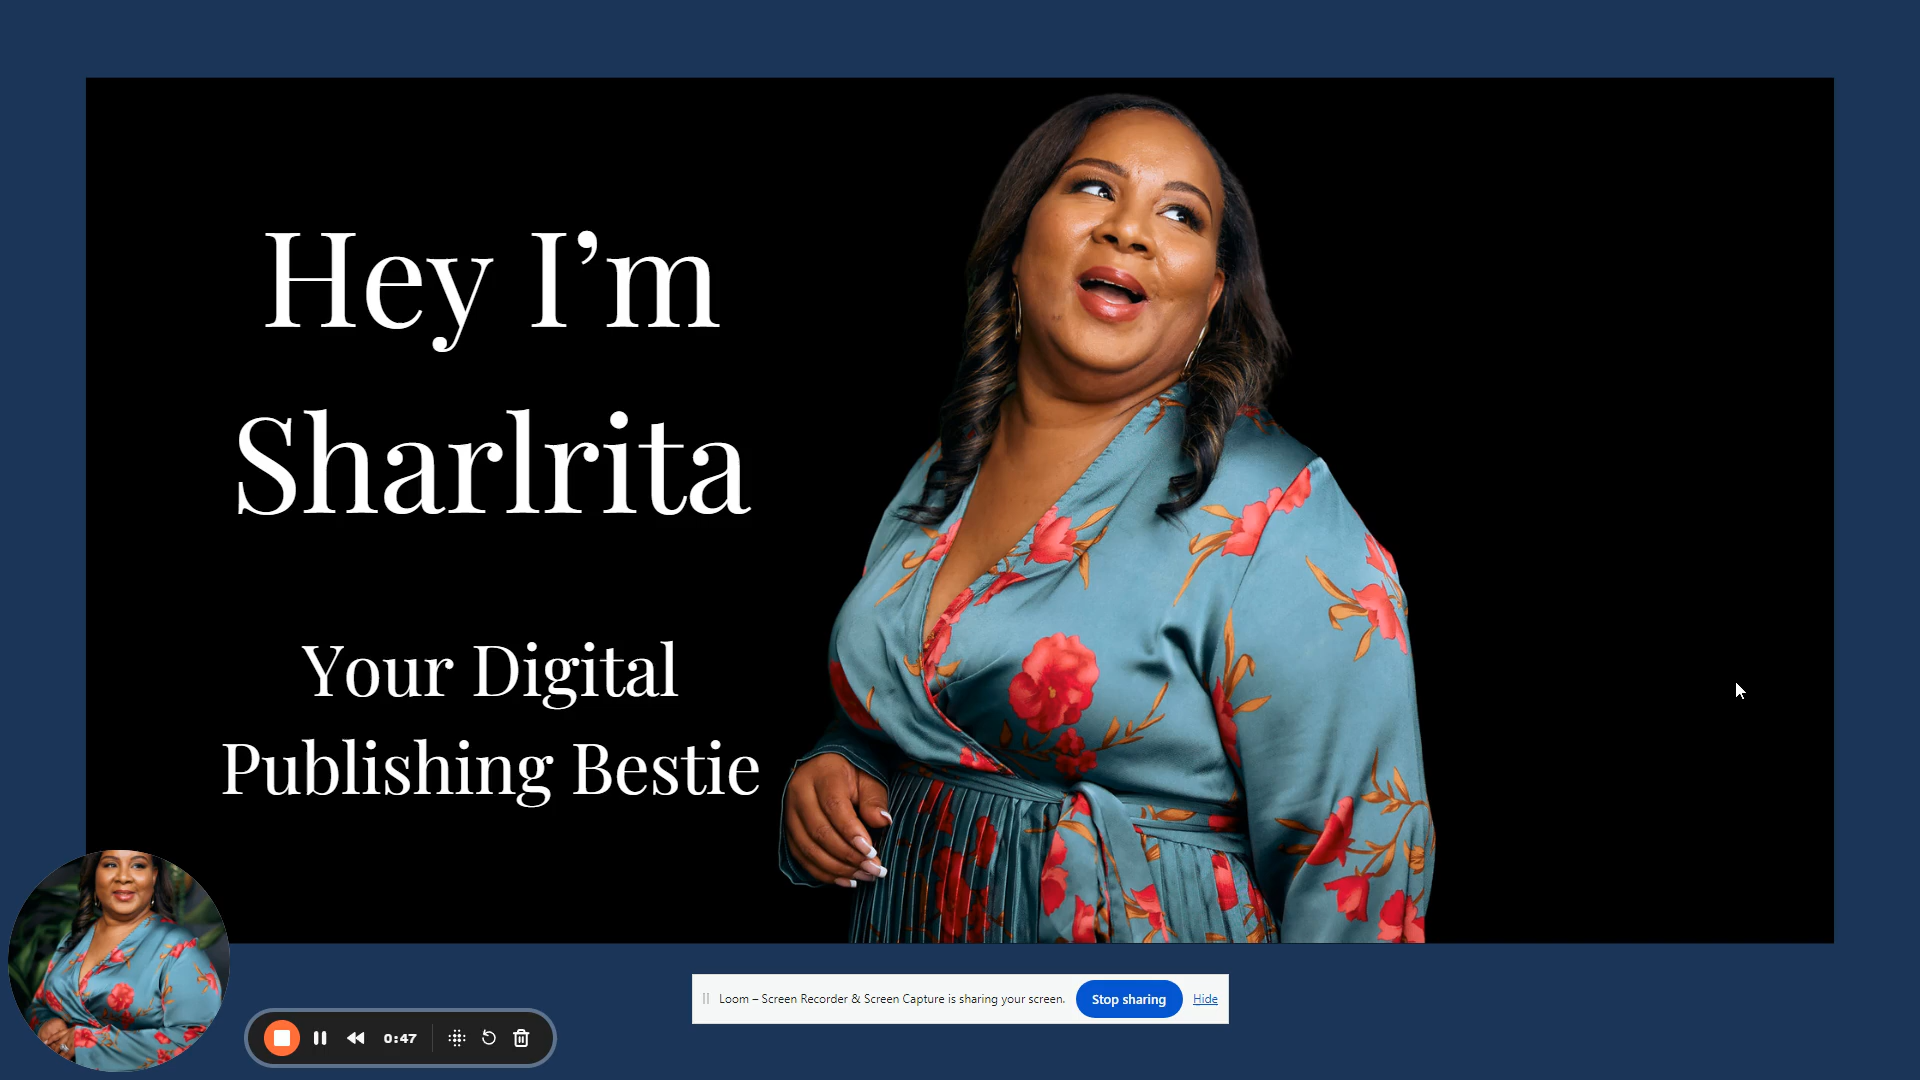 Hey I’m
Sharlrita
Your Digital
Publishing Bestie
Loom – Screen Recorder & Screen Capture is sharing your screen.
Stop sharing
Hide
0:47